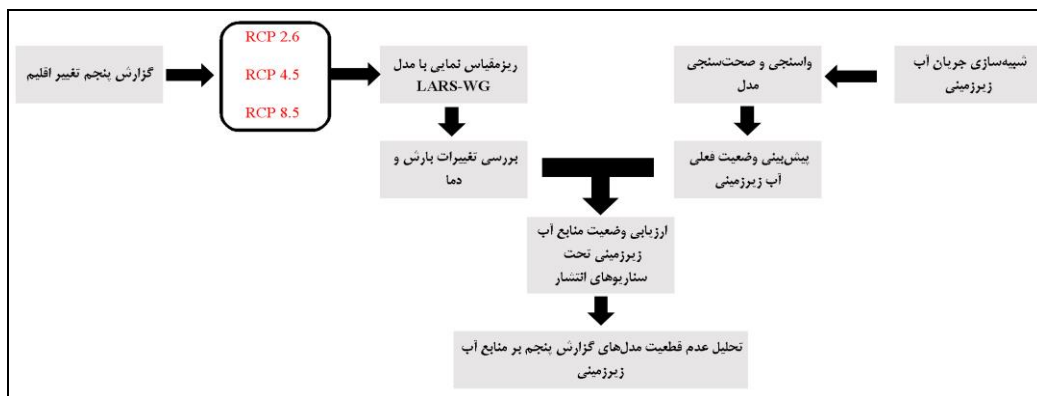 گزارش پنجم تغییر اقلیم
RCP 2.6
RCP 4.5
RCP 8.5
ریزمقیاس نمایی با مدل
LARS-WG
بررسی تغییرات بارش و
دما
شبیه‌سازی جریان آب
زیرزمینی
واسنجی و صحت‌سنجی
مدل
پیش‌بینی وضعیت فعلی
آب زیرزمینی
ارزیابی وضعیت منابع آب
زیرزمینی تحت
سناریوهای انتشار
تحلیل عدم قطعیت مدل‌های گزارش پنجم بر منابع آب
زیرزمینی